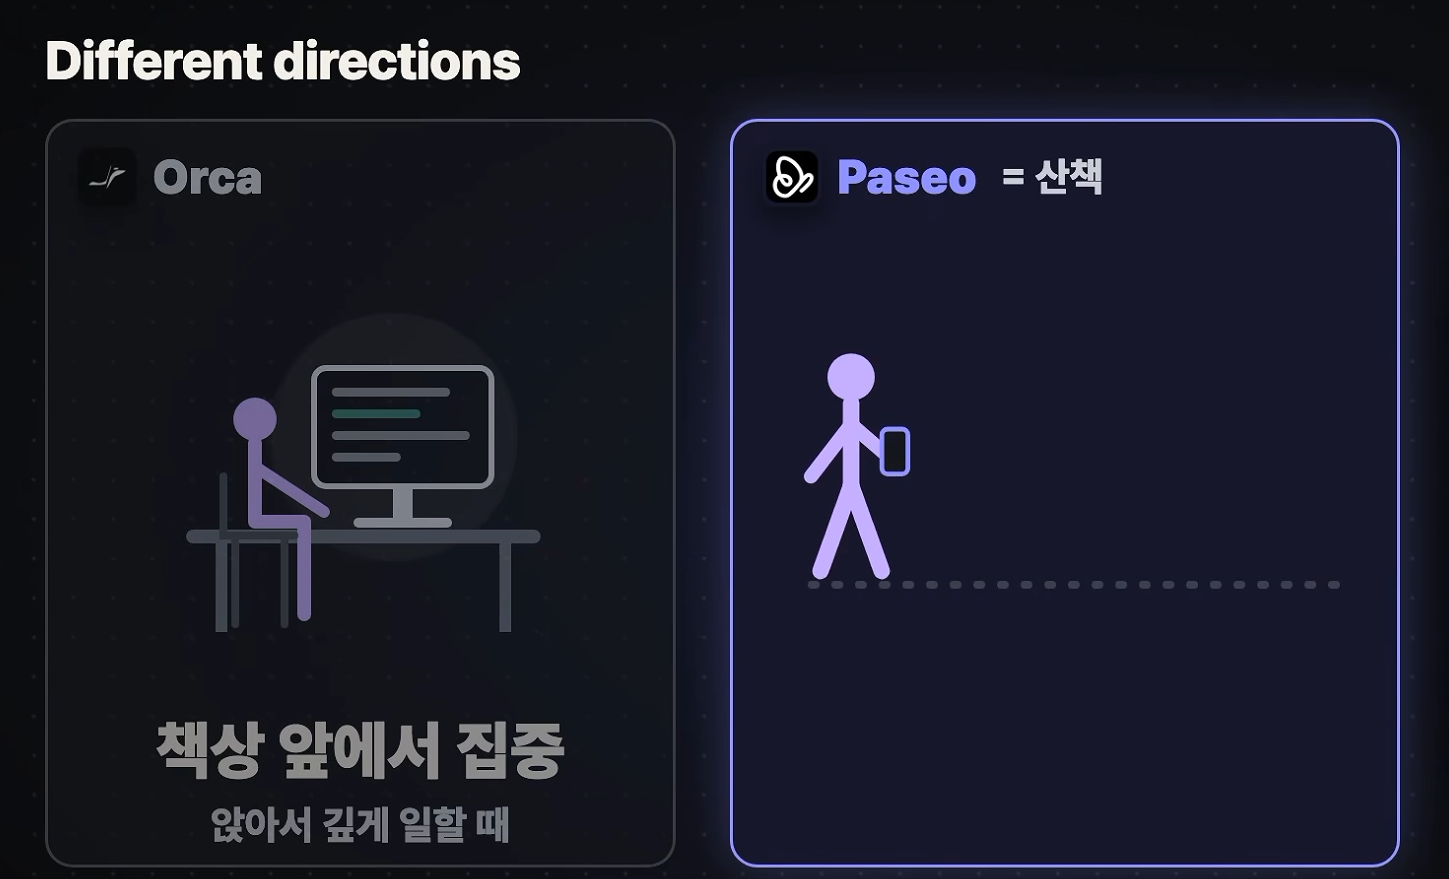 Different directions
Orca
책상 앞에서 집중
앉아서 깊게 일할 때
Paseo = 산책